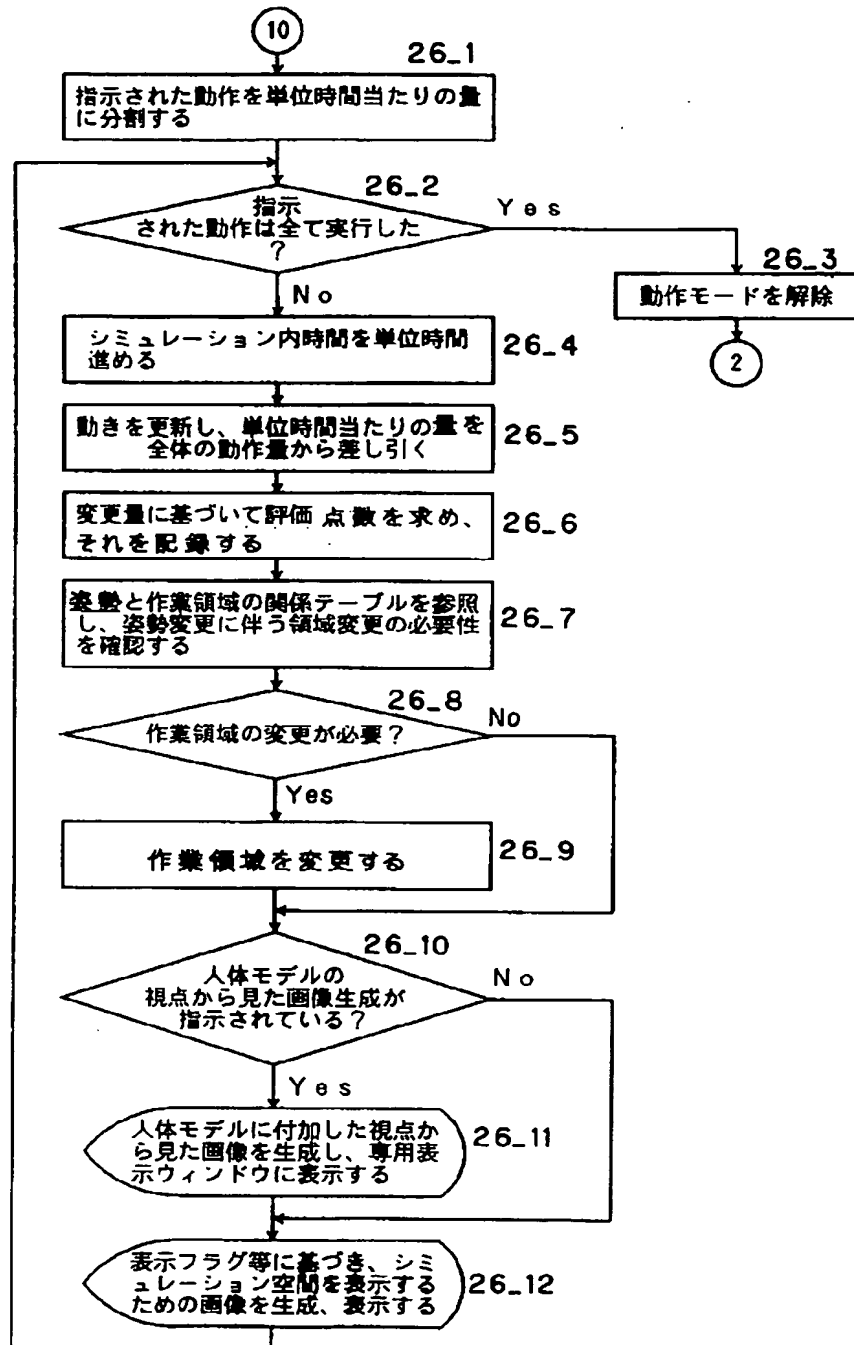 10
26_1
指示された動作を単位時間当たりの量
に分割する
26_2
指示
された動作は全て実行した
?
Yes
26_3
動作モードを解除
2
No
シミュレーション内時間を単位時間
進める
26_4
動きを更新し、単位時間当たりの量を
全体の動作量から差し引く
26_5
変更量に基づいて評価点数を求め、
それを記録する
26_6
姿勢と作業領域の関係テーブルを参照
し、姿勢変更に伴う領域変更の必要性
を確認する
26_7
26_8
作業領域の変更が必要?
No
Yes
作業領域を変更する
26_9
26_10
人体モデルの
視点から見た画像生成が
指示されている?
No
Yes
人体モデルに付加した視点か
ら見た画像を生成し、専用表
示ウィンドウに表示する
26_11
表示フラグ等に基づき、シミ
ュレーション空間を表示する
ための画像を生成、表示する
26_12